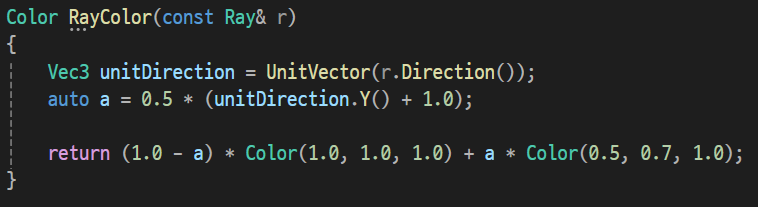 Color RayColor(const Ray& r)
{
    Vec3 unitDirection = UnitVector(r.Direction());
    auto a = 0.5 * (unitDirection.Y() + 1.0);
    return (1.0 - a) * Color(1.0, 1.0, 1.0) + a * Color(0.5, 0.7, 1.0);
}